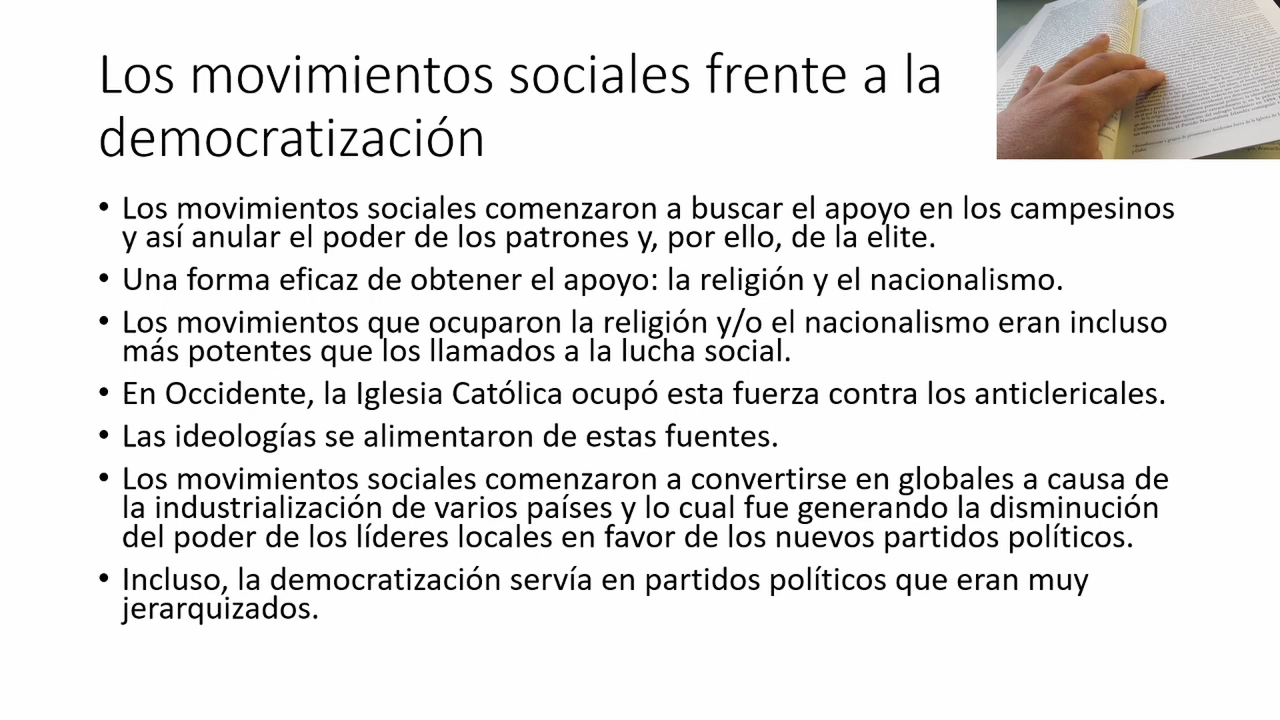 Los movimientos sociales frente a la
democratización
• Los movimientos sociales comenzaron a buscar el apoyo en los campesinos
y así anular el poder de los patrones y, por ello, de la elite.
• Una forma eficaz de obtener el apoyo: la religión y el nacionalismo.
• Los movimientos que ocuparon la religión y/o el nacionalismo eran incluso
más potentes que los llamados a la lucha social.
• En Occidente, la Iglesia Católica ocupó esta fuerza contra los anticlericales.
• Las ideologías se alimentaron de estas fuentes.
• Los movimientos sociales comenzaron a convertirse en globales a causa de
la industrialización de varios países y lo cual fue generando la disminución
del poder de los líderes locales en favor de los nuevos partidos políticos.
• Incluso, la democratización servía en partidos políticos que eran muy
jerarquizados.